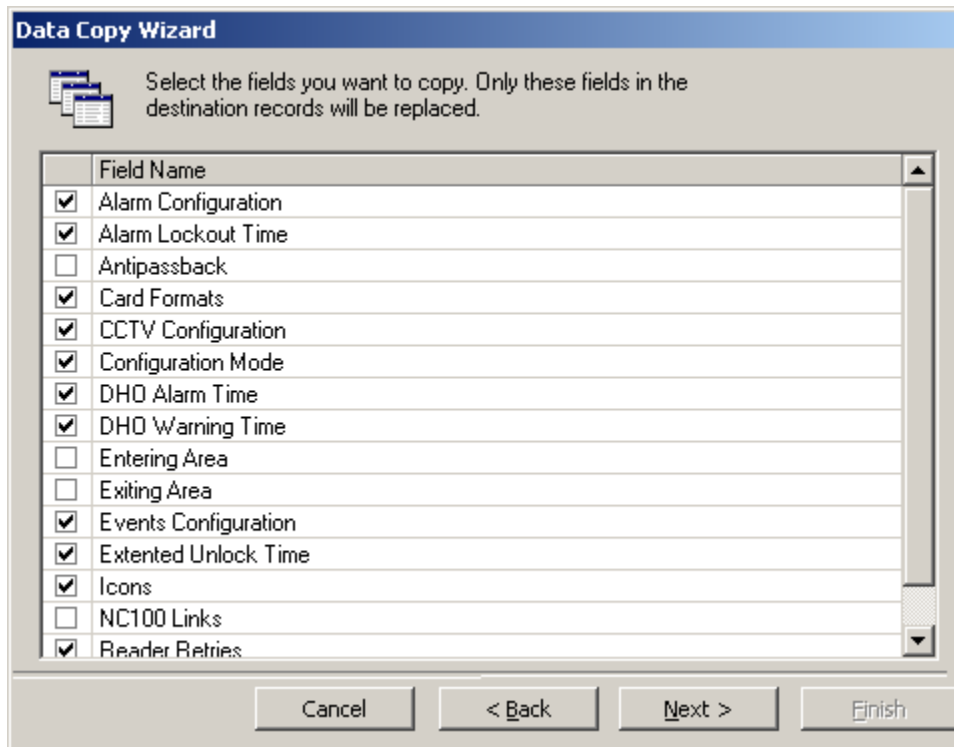 Data Copy Wizard
Select the fields you want to copy. Only these fields in the
destination records will be replaced.
Field Name
Alarm Configuration
Alarm Lockout Time
Antipassback
Card Formats
CCTV Configuration
Configuration Mode
DHO Alarm Time
DHO Warning Time
Entering Area
Exiting Area
Events Configuration
Extented Unlock Time
Icons
NC100 Links
Reader Retries
Cancel
< Back
Next >
Finish